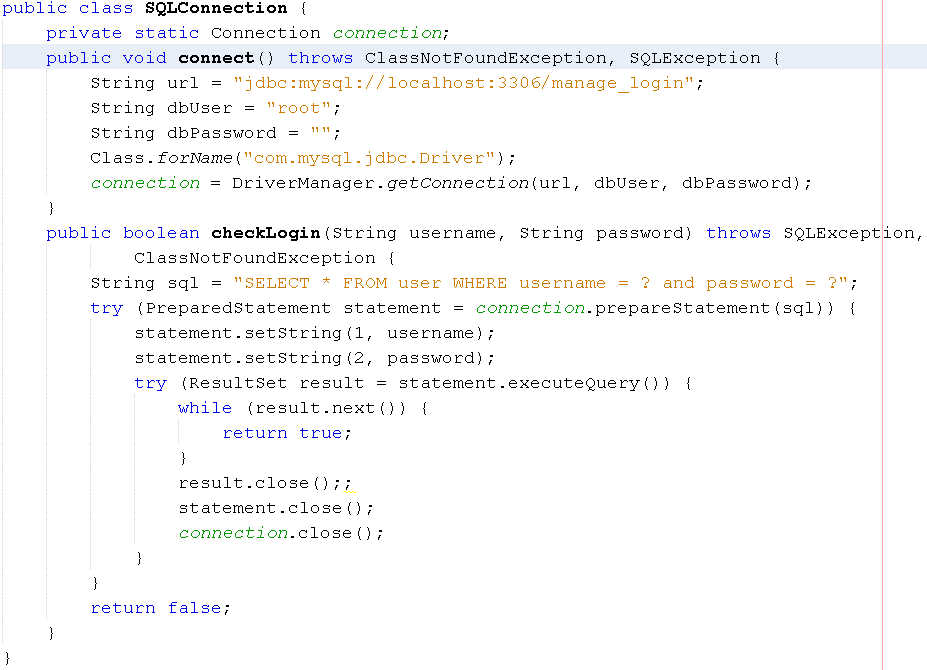 public class SQLConnection {
    private static Connection connection;
    public void connect() throws ClassNotFoundException, SQLException {
        String url = "jdbc:mysql://localhost:3306/manage_login";
        String dbUser = "root";
        String dbPassword = "";
        Class.forName("com.mysql.jdbc.Driver");
        connection = DriverManager.getConnection(url, dbUser, dbPassword);
    }
    public boolean checkLogin(String username, String password) throws SQLException,
            ClassNotFoundException {
        String sql = "SELECT * FROM user WHERE username = ? and password = ?";
        try (PreparedStatement statement = connection.prepareStatement(sql)) {
            statement.setString(1, username);
            statement.setString(2, password);
            try (ResultSet result = statement.executeQuery()) {
                while (result.next()) {
                    return true;
                }
                result.close();;
                statement.close();
                connection.close();
            }
        }
        return false;
    }
}